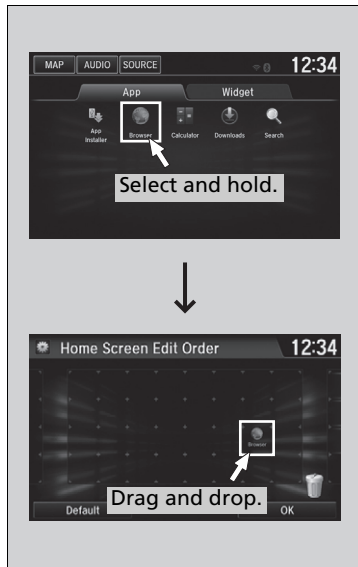 MAP AUDIO SOURCE 12:34
App Widget
App Installer Browser Calculator Downloads Search
Select and hold.
Home Screen Edit Order 12:34
Browser
Drag and drop.
Default OK